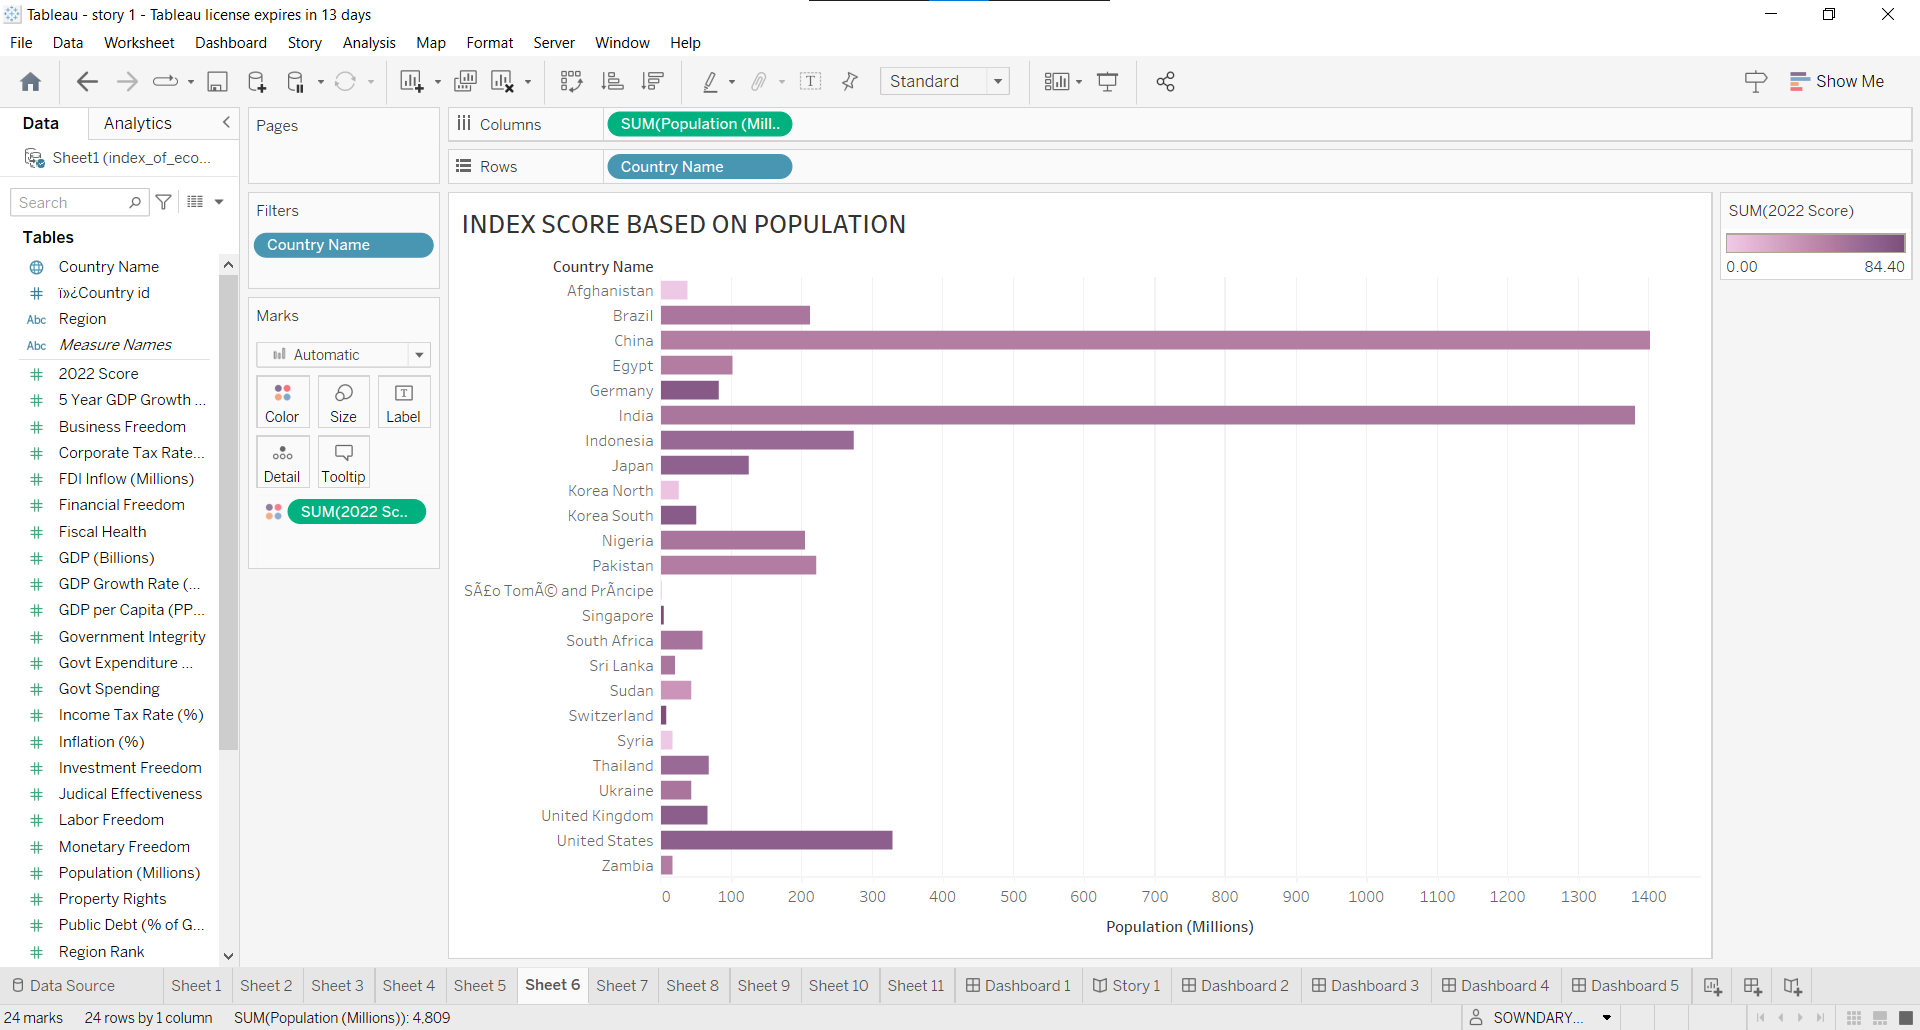 Tableau - story 1 - Tableau license expires in 13 days
File Data Worksheet Dashboard Story Analysis Map Format Server Window Help
Standard
Show Me
Data Analytics
Sheet1 (index_of_eco...
Search
Tables
Country Name
ï»¿Country id
Abc Region
Abc Measure Names
2022 Score
5 Year GDP Growth ...
Business Freedom
Corporate Tax Rate...
FDI Inflow (Millions)
Financial Freedom
Fiscal Health
GDP (Billions)
GDP Growth Rate (...
GDP per Capita (PP...
Government Integrity
Govt Expenditure ...
Govt Spending
Income Tax Rate (%)
Inflation (%)
Investment Freedom
Judical Effectiveness
Labor Freedom
Monetary Freedom
Population (Millions)
Property Rights
Public Debt (% of G...
Region Rank
Pages
Filters
Country Name
Marks
Automatic
Color Size Label
Detail Tooltip
SUM(2022 Sc..
Columns SUM(Population (Mill..
Rows Country Name
INDEX SCORE BASED ON POPULATION
Country Name
Afghanistan
Brazil
China
Egypt
Germany
India
Indonesia
Japan
Korea North
Korea South
Nigeria
Pakistan
SÃ£o TomÃ© and PrÃncipe
Singapore
South Africa
Sri Lanka
Sudan
Switzerland
Syria
Thailand
Ukraine
United Kingdom
United States
Zambia
0 100 200 300 400 500 600 700 800 900 1000 1100 1200 1300 1400
Population (Millions)
SUM(2022 Score)
0.00 84.40
Data Source Sheet 1 Sheet 2 Sheet 3 Sheet 4 Sheet 5 Sheet 6 Sheet 7 Sheet 8 Sheet 9 Sheet 10 Sheet 11 Dashboard 1 Story 1 Dashboard 2 Dashboard 3 Dashboard 4 Dashboard 5
24 marks 24 rows by 1 column SUM(Population (Millions)): 4,809 SOWNDARY...